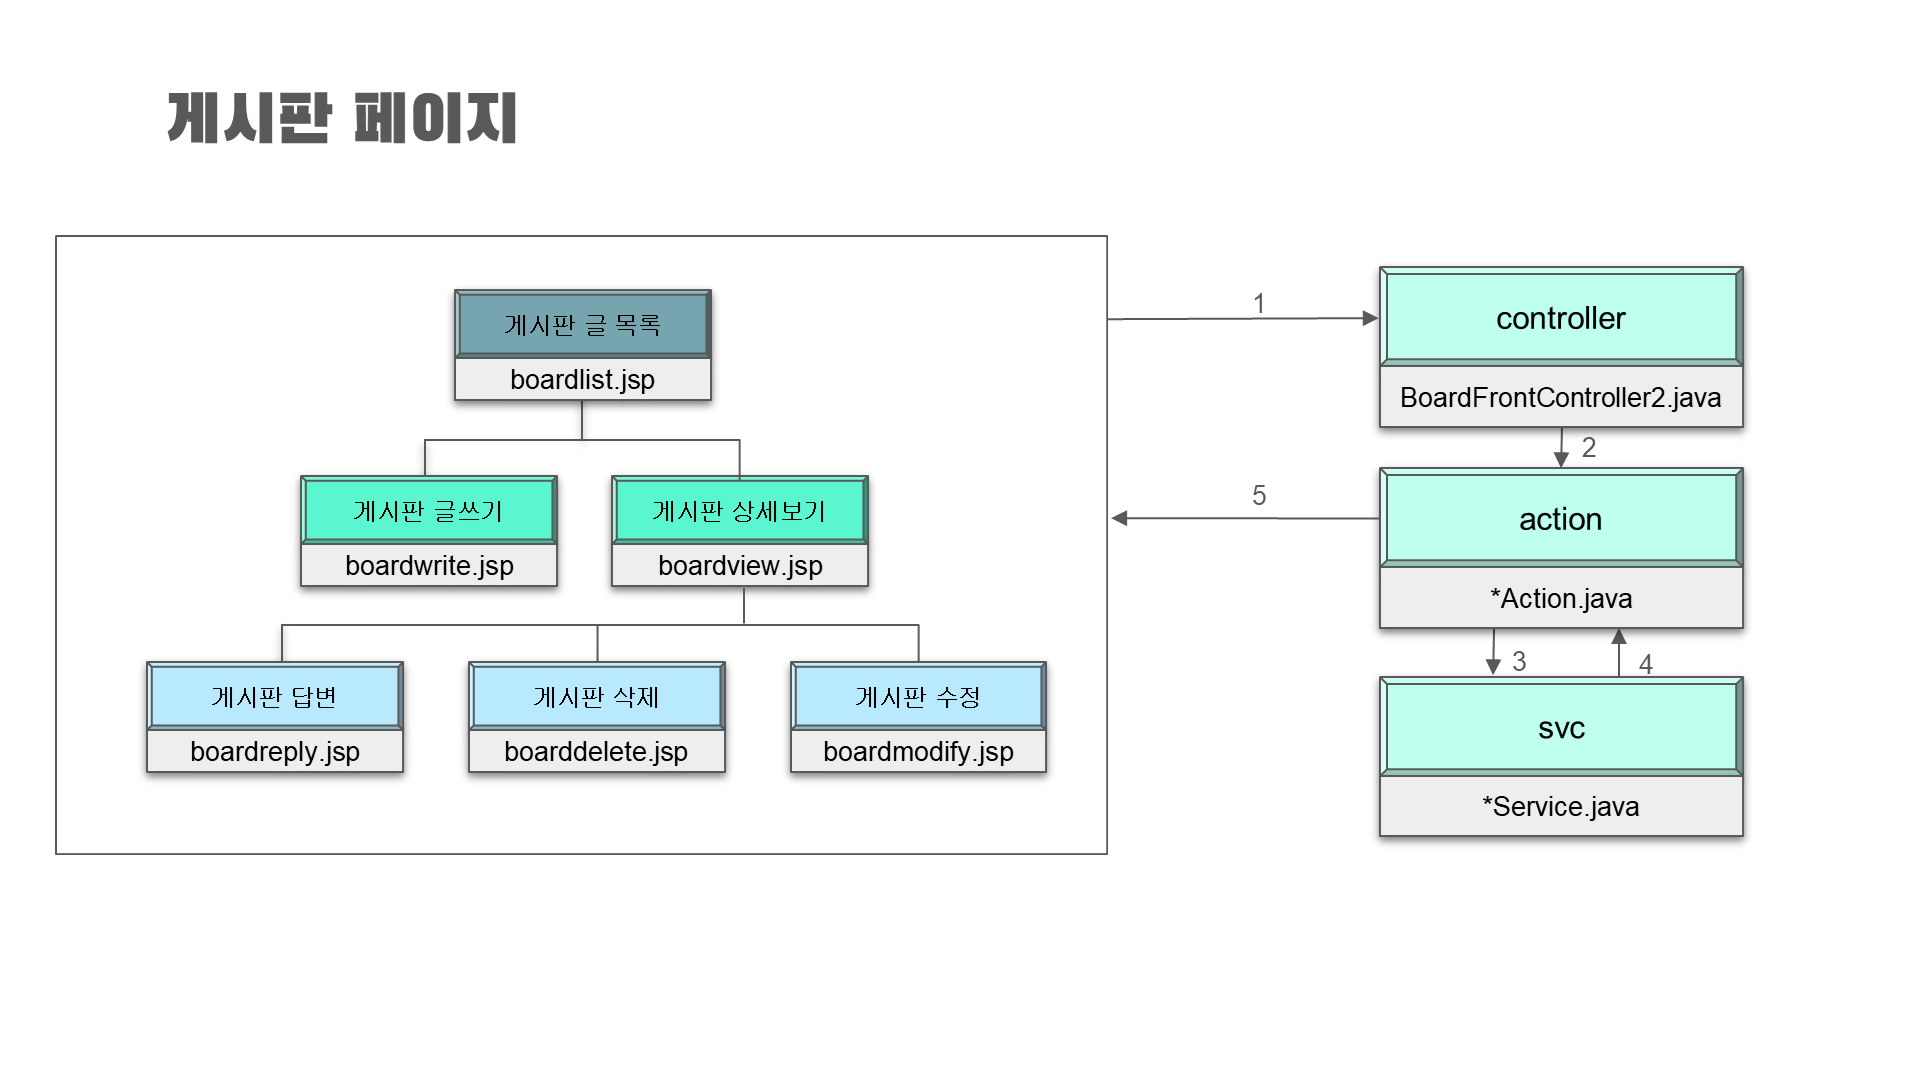 게시판 페이지
게시판 글 목록
boardlist.jsp
게시판 글쓰기
boardwrite.jsp
게시판 상세보기
boardview.jsp
게시판 답변
boardreply.jsp
게시판 삭제
boarddelete.jsp
게시판 수정
boardmodify.jsp
1
controller
BoardFrontController2.java
2
5
action
*Action.java
3
4
svc
*Service.java